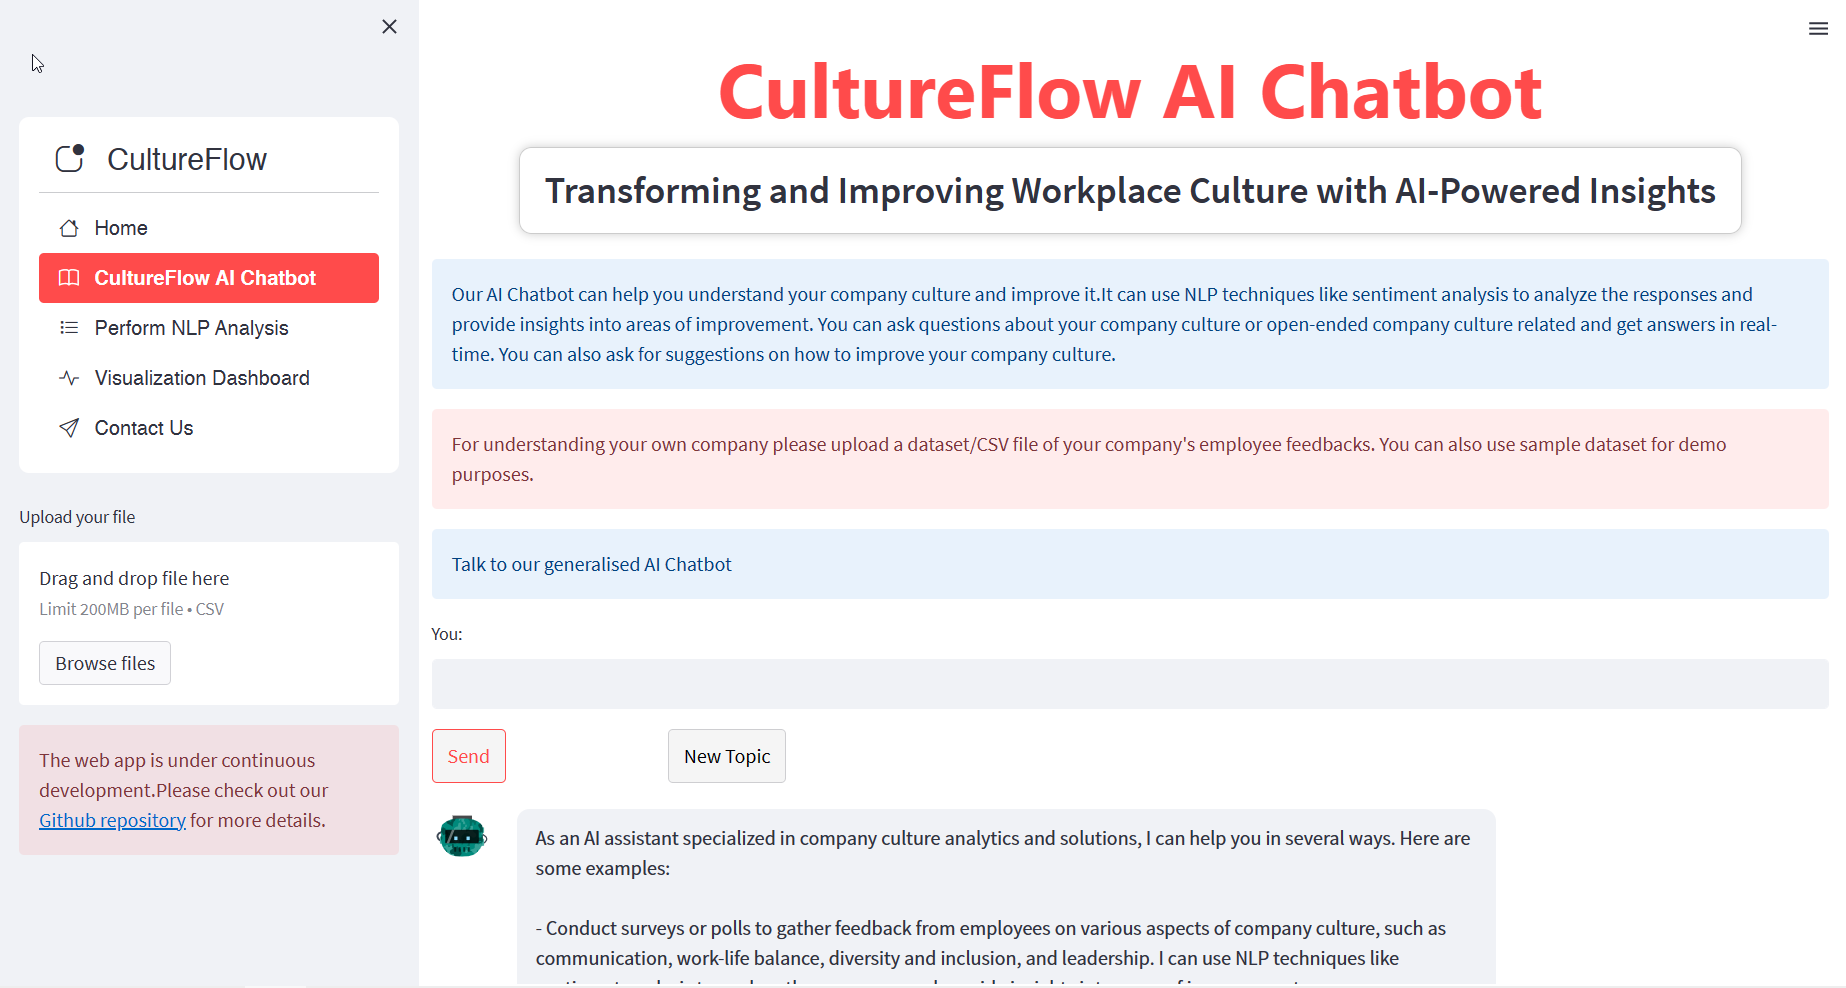 CultureFlow
Home
CultureFlow AI Chatbot
Perform NLP Analysis
Visualization Dashboard
Contact Us
Upload your file
Drag and drop file here
Limit 200MB per file • CSV
Browse files
The web app is under continuous
development.Please check out our
Github repository for more details.
CultureFlow AI Chatbot
Transforming and Improving Workplace Culture with AI-Powered Insights
Our AI Chatbot can help you understand your company culture and improve it.It can use NLP techniques like sentiment analysis to analyze the responses and
provide insights into areas of improvement. You can ask questions about your company culture or open-ended company culture related and get answers in real-
time. You can also ask for suggestions on how to improve your company culture.
For understanding your own company please upload a dataset/CSV file of your company's employee feedbacks. You can also use sample dataset for demo
purposes.
Talk to our generalised AI Chatbot
You:
Send
New Topic
As an AI assistant specialized in company culture analytics and solutions, I can help you in several ways. Here are
some examples:
- Conduct surveys or polls to gather feedback from employees on various aspects of company culture, such as
communication, work-life balance, diversity and inclusion, and leadership. I can use NLP techniques like